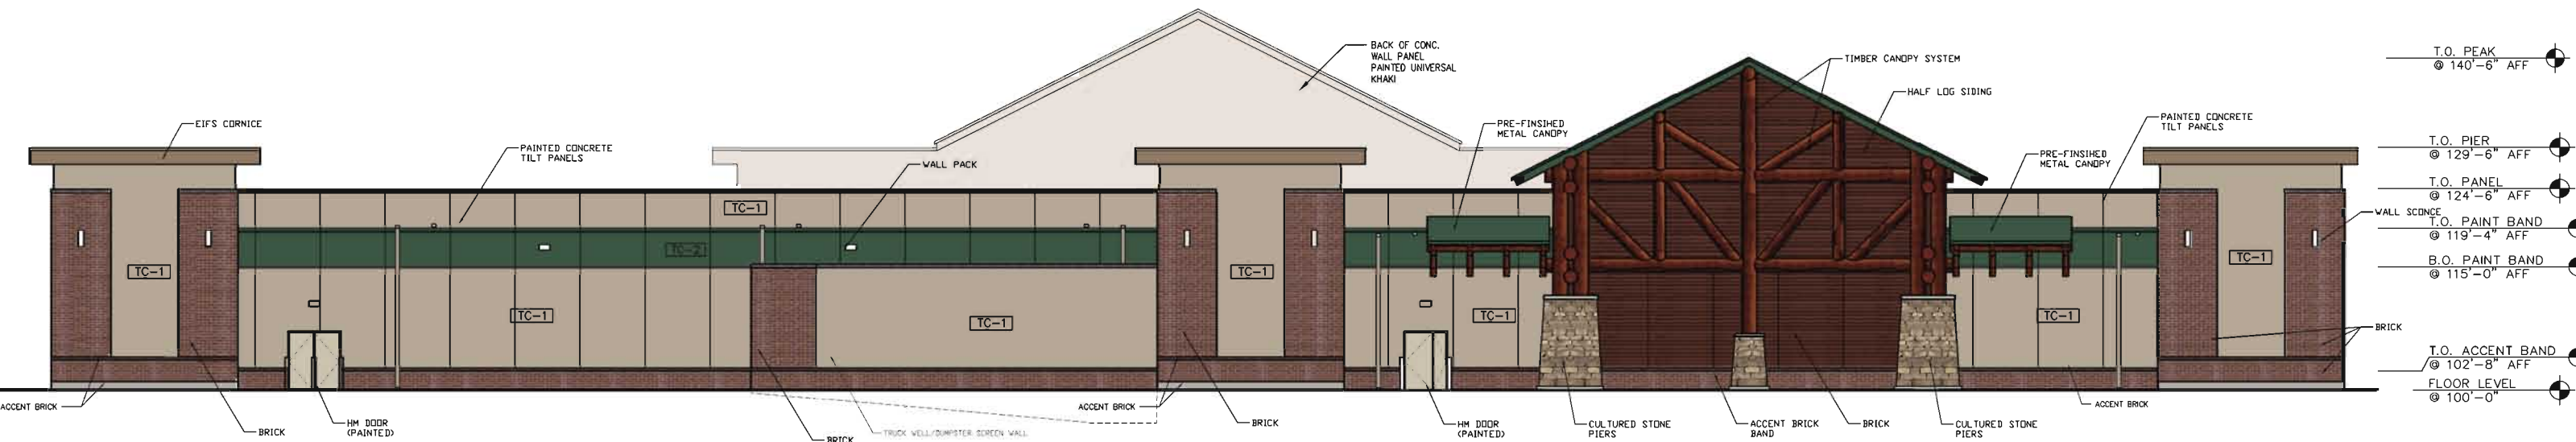 BACK OF CONC.
WALL PANEL
PAINTED UNIVERSAL
KHAKI
TIMBER CANOPY SYSTEM
HALF LOG SIDING
T.O. PEAK
@ 140'-6" AFF
EIFS CORNICE
PAINTED CONCRETE
TILT PANELS
WALL PACK
PRE-FINSIHED
METAL CANOPY
PRE-FINSIHED
METAL CANOPY
PAINTED CONCRETE
TILT PANELS
T.O. PIER
@ 129'-6" AFF
T.O. PANEL
@ 124'-6" AFF
WALL SCONCE
T.O. PAINT BAND
@ 119'-4" AFF
B.O. PAINT BAND
@ 115'-0" AFF
TC-1
TC-2
TC-1
TC-1
TC-1
TC-1
TC-1
TC-1
TC-1
BRICK
T.O. ACCENT BAND
@ 102'-8" AFF
FLOOR LEVEL
@ 100'-0"
ACCENT BRICK
BRICK
HM DOOR
(PAINTED)
BRICK
TRUCK WELL/DUMPSTER SCREEN WALL
ACCENT BRICK
BRICK
HM DOOR
(PAINTED)
CULTURED STONE
PIERS
ACCENT BRICK
BAND
BRICK
CULTURED STONE
PIERS
ACCENT BRICK